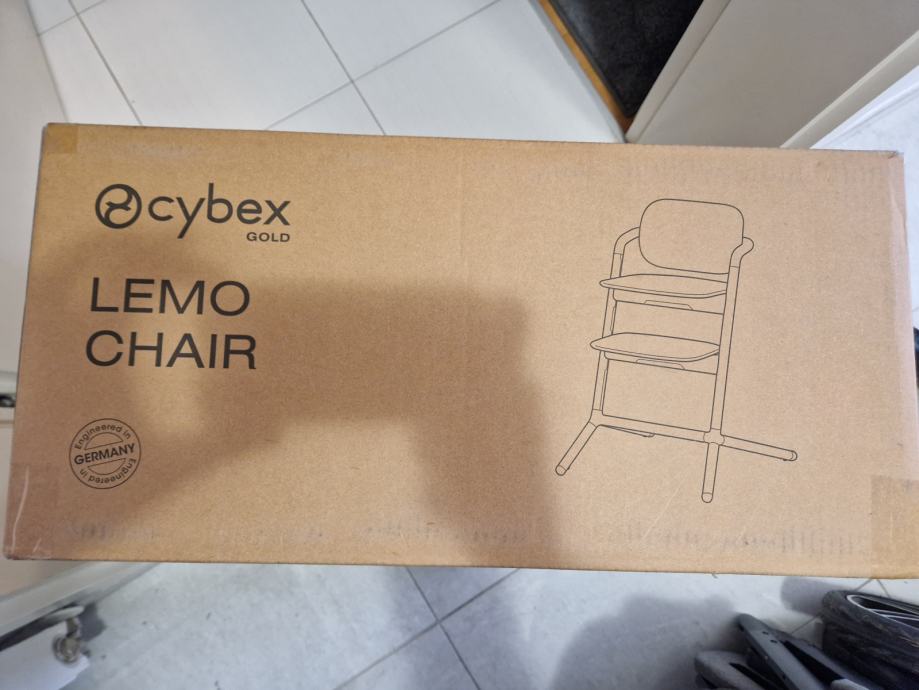 cybex
GOLD
LEMO
CHAIR
Engineered in
GERMANY
Engineered in